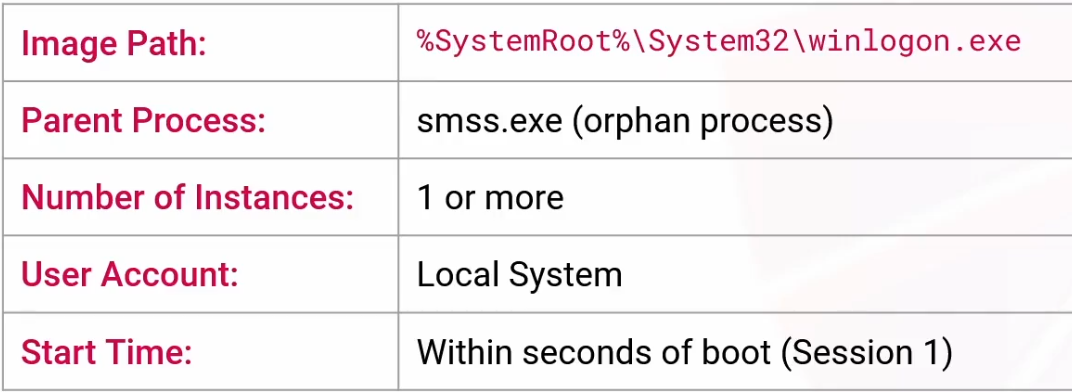 Image Path: %SystemRoot%\System32\winlogon.exe
Parent Process: smss.exe (orphan process)
Number of Instances: 1 or more
User Account: Local System
Start Time: Within seconds of boot (Session 1)